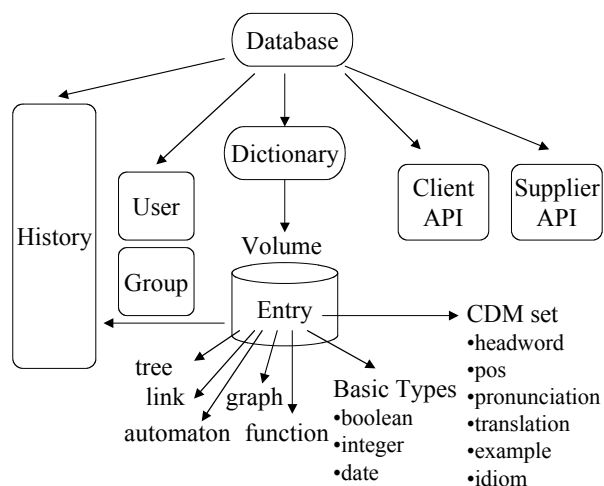 Database
Dictionary
Client
API
Supplier
API
User
History
Volume
Group
Entry
CDM set
•headword
•pos
•pronunciation
•translation
•example
•idiom
tree
link
graph
automaton
function
Basic Types
•boolean
•integer
•date